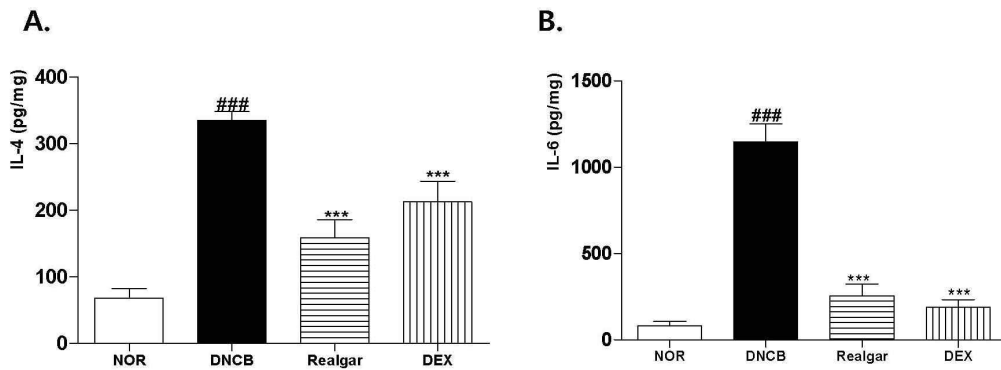 A.
IL-4 (pg/mg)
400
300
200
100
0
###
***
***
NOR DNCB Realgar DEX
B.
IL-6 (pg/mg)
1500
1000
500
0
###
***
***
NOR DNCB Realgar DEX